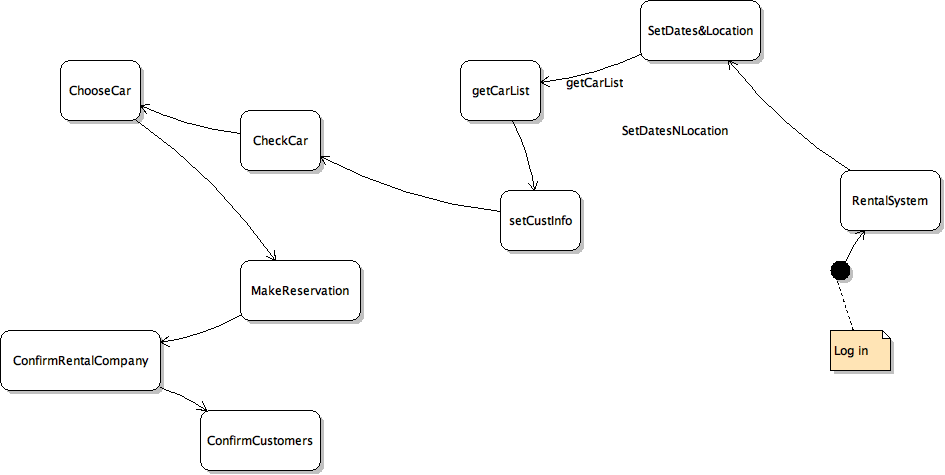 SetDates&Location
ChooseCar
getCarList
getCarList
CheckCar
SetDatesNLocation
RentalSystem
setCustInfo
MakeReservation
Log in
ConfirmRentalCompany
ConfirmCustomers